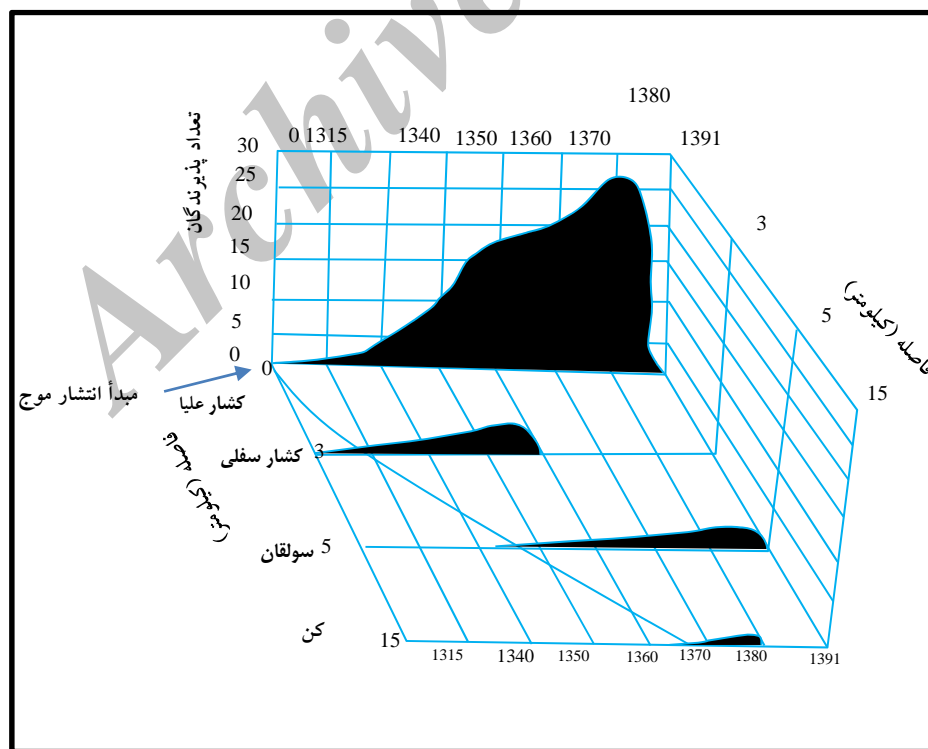 Archive
1380
0 1315 1340 1350 1360 1370 1391
تعداد پذیرندگان
30
25
20
15
10
5
0
0
3
5
15
فاصله (کیلومتر)
مبدأ انتشار موج
کشار علیا
کشار سفلی 3
سولقان 5
کن 15
فاصله (کیلومتر)
1315 1340 1350 1360 1370 1380 1391